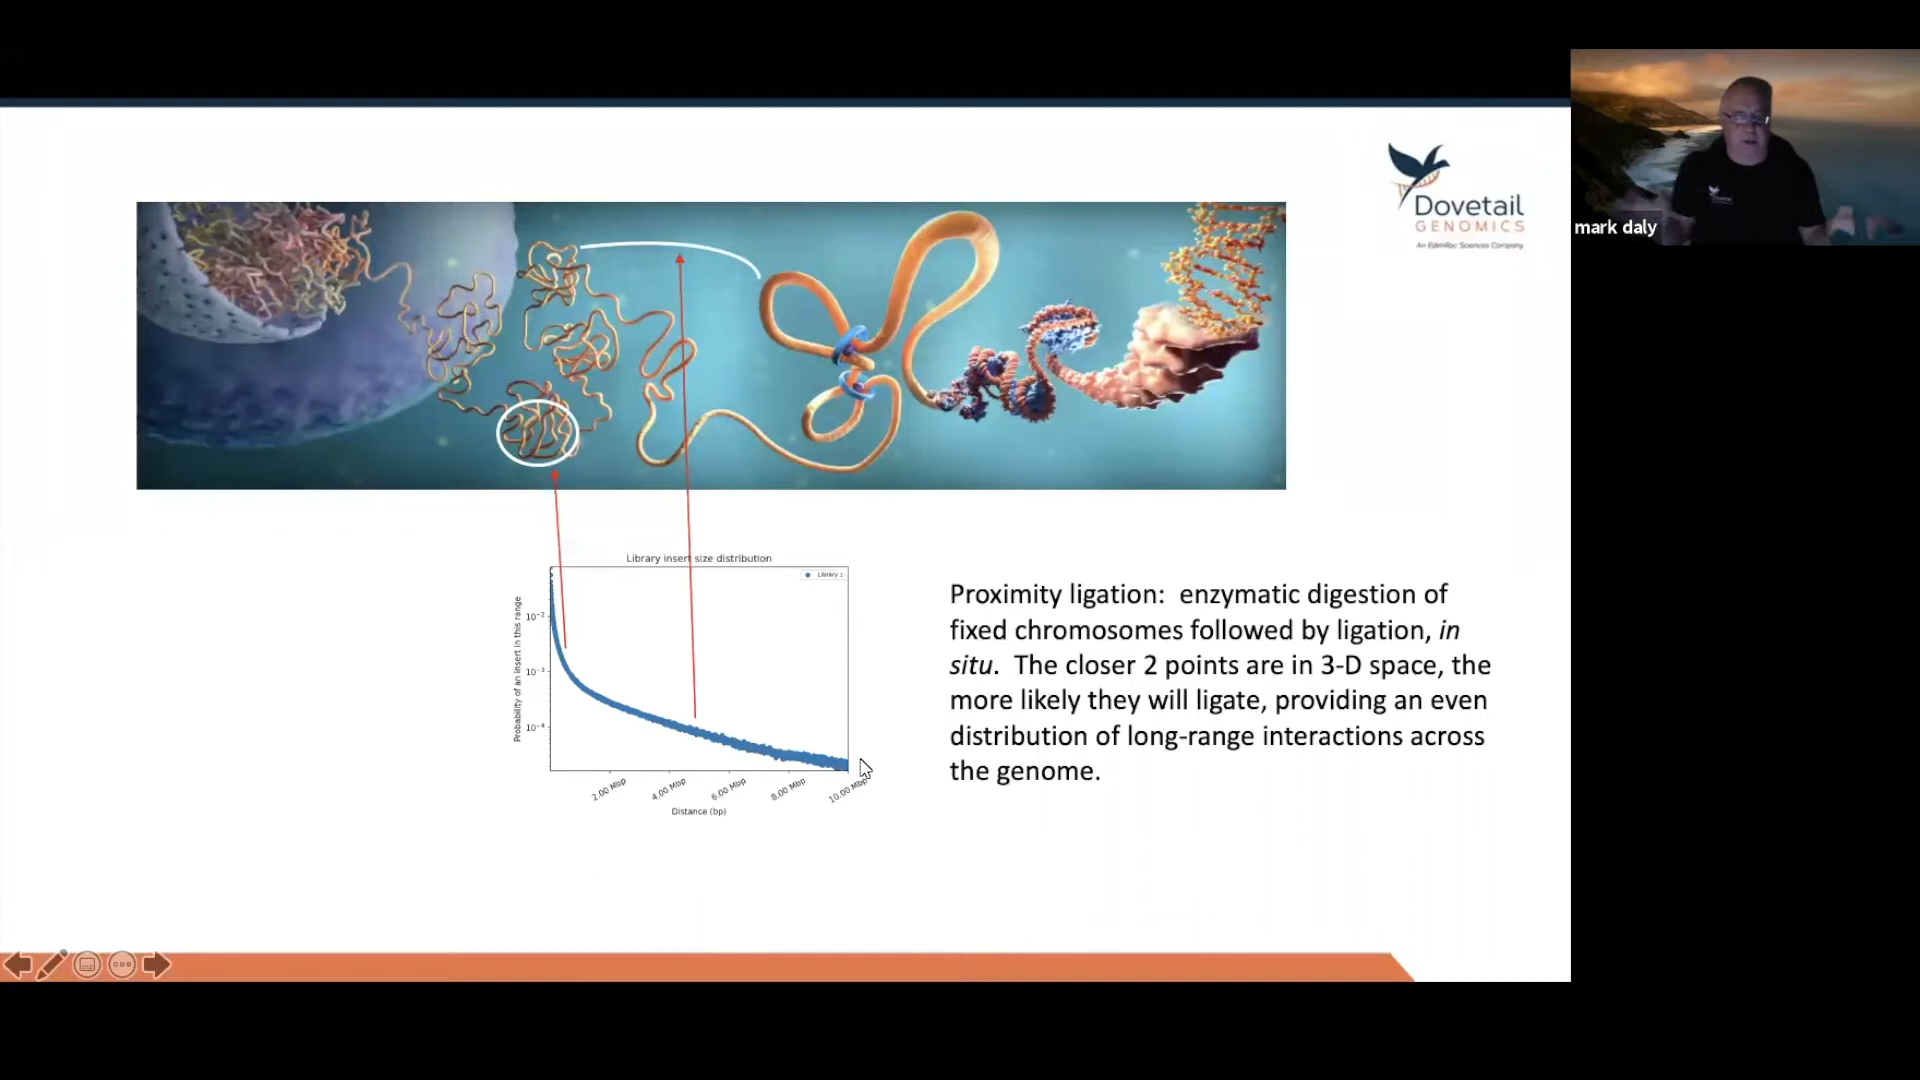 Dovetail
GENOMICS
An EdenRoc Sciences Company
mark daly
Library insert size distribution
Library 1
Probability of an insert in this range
10⁻²
10⁻³
10⁻⁴
2.00 Mbp
4.00 Mbp
6.00 Mbp
8.00 Mbp
10.00 Mbp
Distance (bp)
Proximity ligation: enzymatic digestion of
fixed chromosomes followed by ligation, in
situ. The closer 2 points are in 3-D space, the
more likely they will ligate, providing an even
distribution of long-range interactions across
the genome.